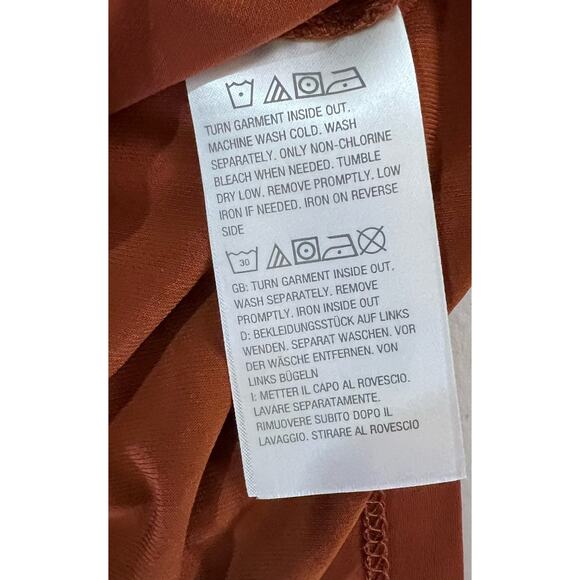 TURN GARMENT INSIDE OUT.
MACHINE WASH COLD. WASH
SEPARATELY. ONLY NON-CHLORINE
BLEACH WHEN NEEDED. TUMBLE
DRY LOW. REMOVE PROMPTLY. LOW
IRON IF NEEDED. IRON ON REVERSE
SIDE
30
GB: TURN GARMENT INSIDE OUT.
WASH SEPARATELY. REMOVE
PROMPTLY. IRON INSIDE OUT
D: BEKLEIDUNGSSTÜCK AUF LINKS
WENDEN. SEPARAT WASCHEN. VOR
DER WÄSCHE ENTFERNEN. VON
LINKS BÜGELN
I: METTER IL CAPO AL ROVESCIO.
LAVARE SEPARATAMENTE.
RIMUOVERE SUBITO DOPO IL
LAVAGGIO. STIRARE AL ROVESCIO